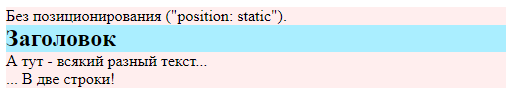 Без позиционирования ("position: static").
Заголовок
А тут - всякий разный текст...
... В две строки!